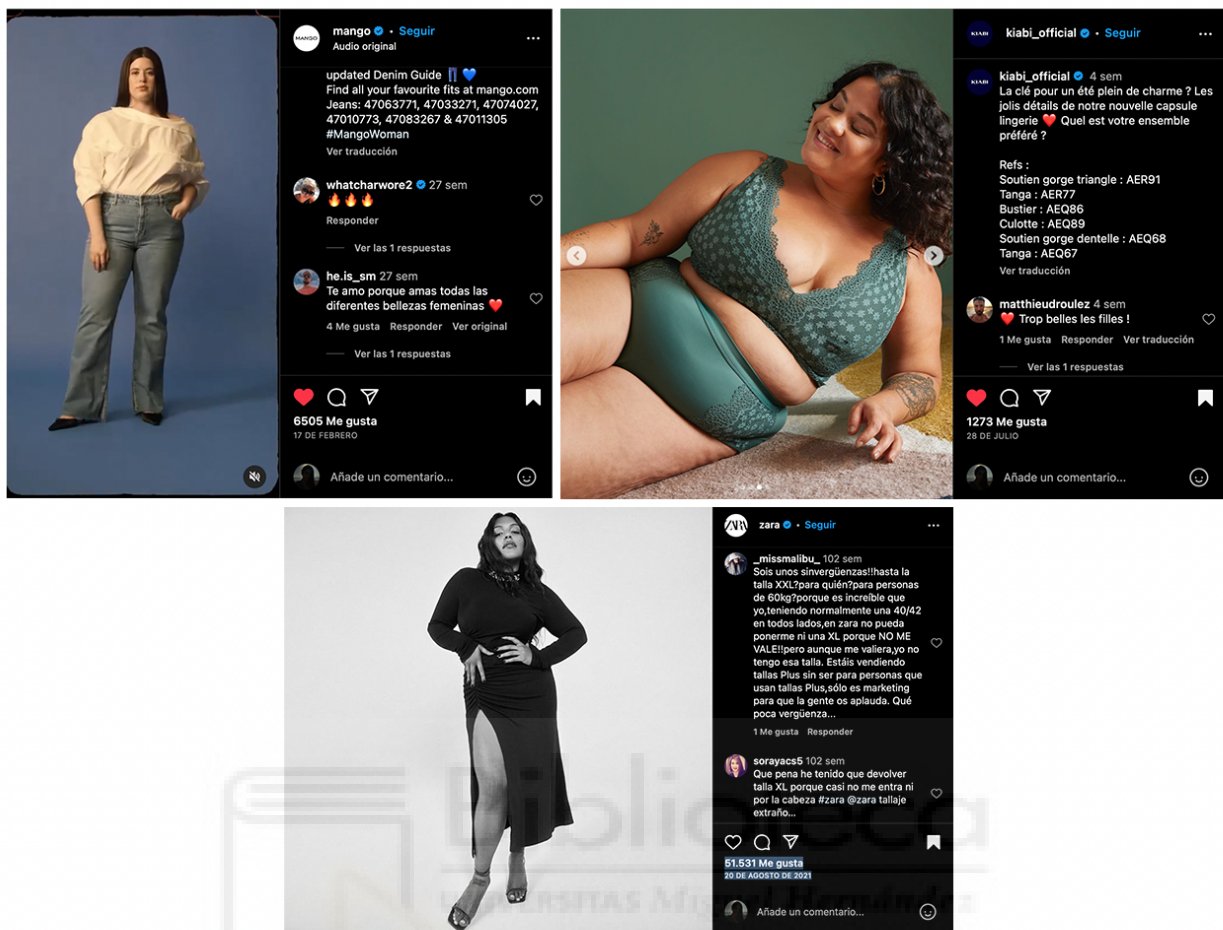 MANGO
mango • Seguir
Audio original
updated Denim Guide 👖 💙
Find all your favourite fits at mango.com
Jeans: 47063771, 47033271, 47074027,
47010773, 47083267 & 47011305
#MangoWoman
Ver traducción
whatcharwore2 27 sem
🔥🔥🔥
Responder
Ver las 1 respuestas
he.is_sm 27 sem
Te amo porque amas todas las
diferentes bellezas femeninas ❤️
4 Me gusta Responder Ver original
Ver las 1 respuestas
6505 Me gusta
17 DE FEBRERO
Añade un comentario...
KIABI
kiabi_official • Seguir
KIABI
kiabi_official 4 sem
La clé pour un été plein de charme ? Les
jolis détails de notre nouvelle capsule
lingerie ❤️ Quel est votre ensemble
préféré ?
Refs :
Soutien gorge triangle : AER91
Tanga : AER77
Bustier : AEQ86
Culotte : AEQ89
Soutien gorge dentelle : AEQ68
Tanga : AEQ67
Ver traducción
matthieudroulez 4 sem
❤️ Trop belles les filles !
1 Me gusta Responder Ver traducción
Ver las 1 respuestas
1273 Me gusta
28 DE JULIO
Añade un comentario...
ZARA
zara • Seguir
_missmalibu_ 102 sem
Sois unos sinvergüenzas!!hasta la
talla XXL?para quién?para personas
de 60kg?porque es increíble que
yo,teniendo normalmente una 40/42
en todos lados,en zara no pueda
ponerme ni una XL porque NO ME
VALE!!pero aunque me valiera,yo no
tengo esa talla. Estáis vendiendo
tallas Plus sin ser para personas que
usan tallas Plus,sólo es marketing
para que la gente os aplauda. Qué
poca vergüenza...
1 Me gusta Responder
sorayacs5 102 sem
Que pena he tenido que devolver
talla XL porque casi no me entra ni
por la cabeza #zara @zara tallaje
extraño...
51.531 Me gusta
20 DE AGOSTO DE 2021
Añade un comentario...
Biblioteca
UNIVERSITAS Miguel Hernández